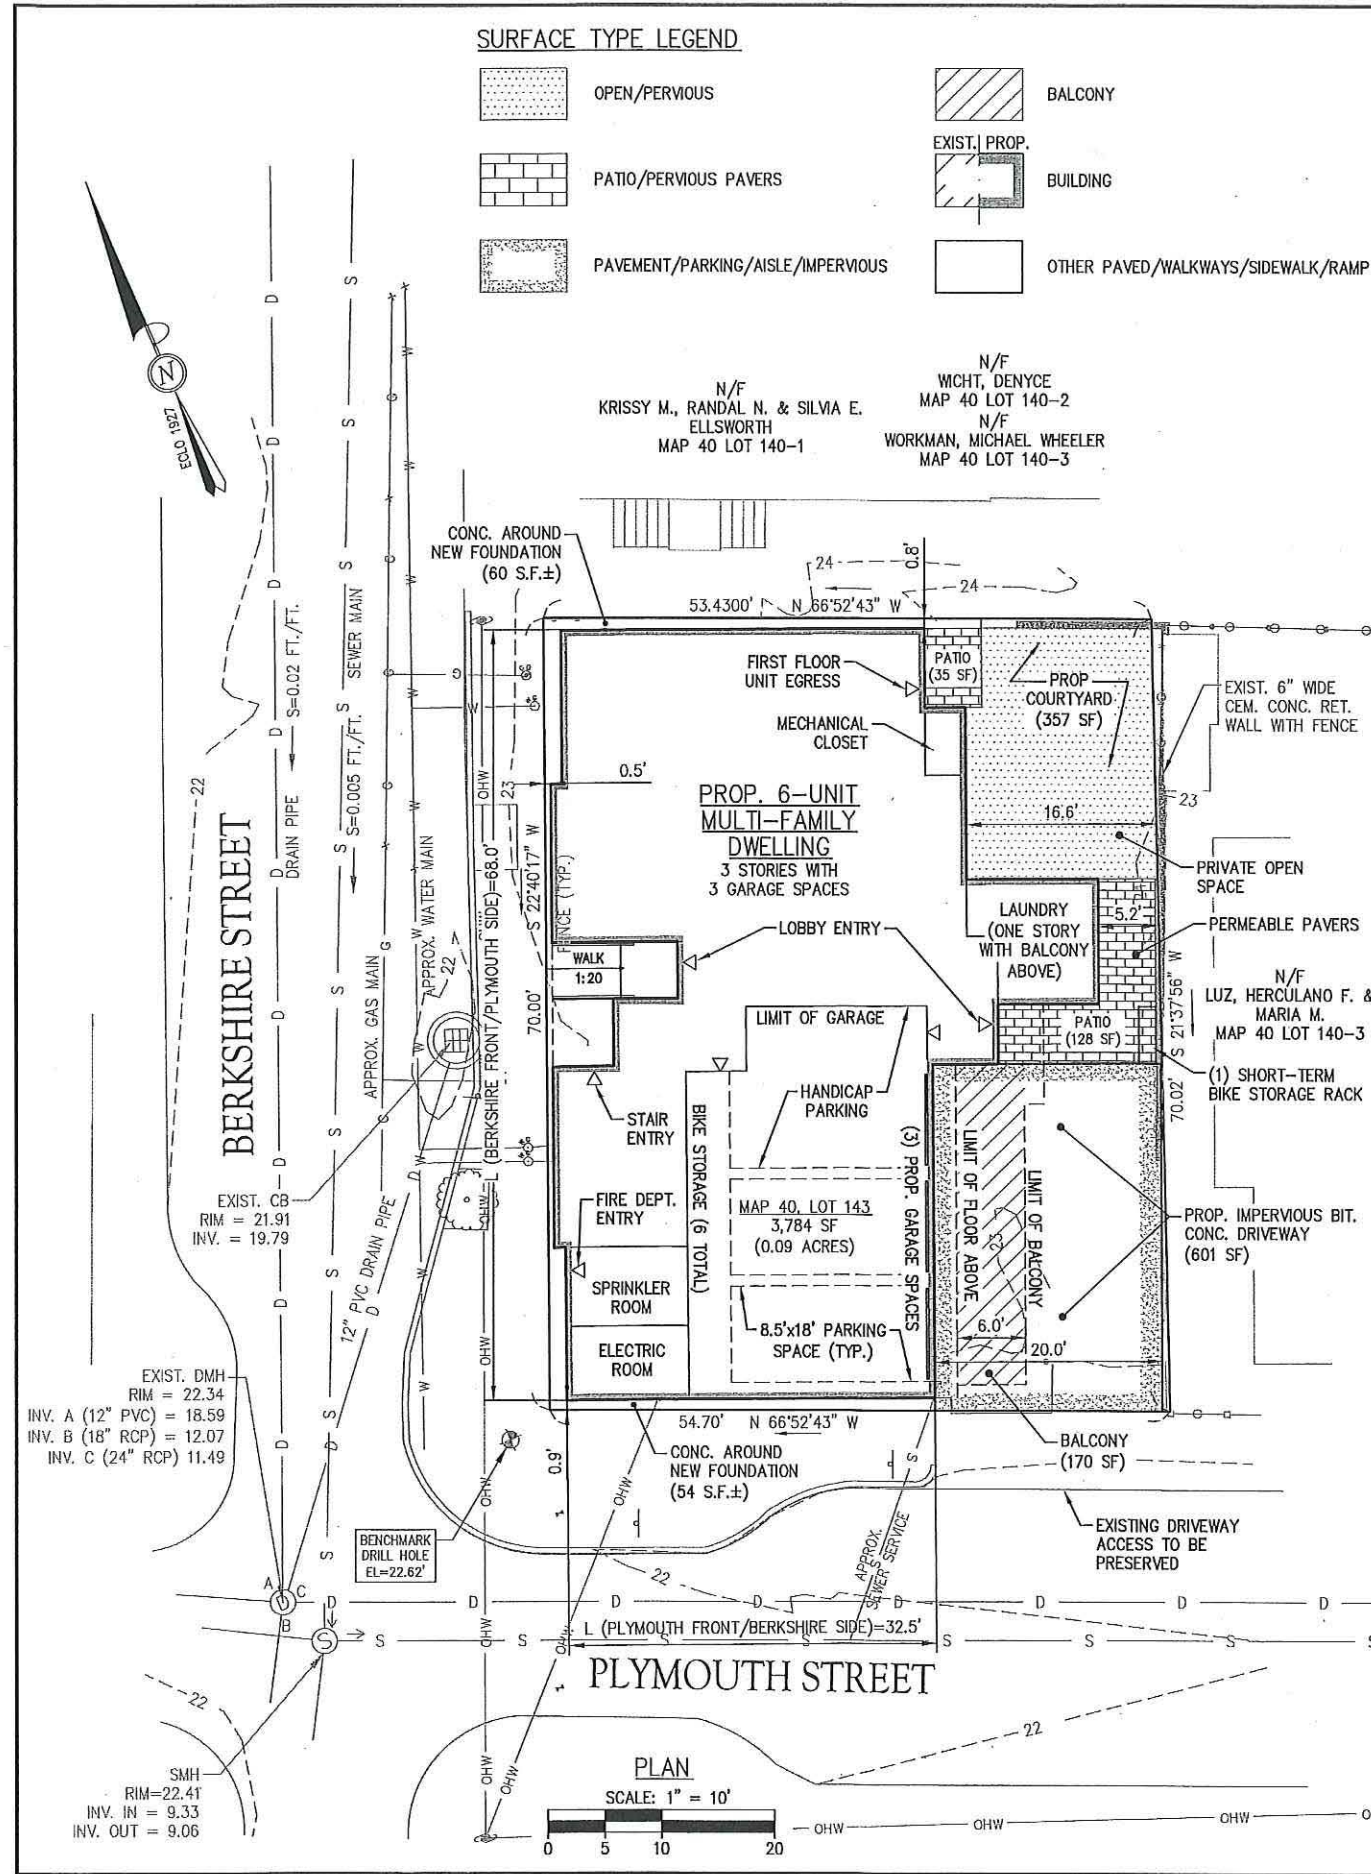 SURFACE TYPE LEGEND
OPEN/PERVIOUS
BALCONY
EXIST. PROP.
PATIO/PERVIOUS PAVERS
BUILDING
PAVEMENT/PARKING/AISLE/IMPERVIOUS
OTHER PAVED/WALKWAYS/SIDEWALK/RAMP
N
ECLO 1927
N/F
KRISSY M., RANDAL N. & SILVIA E.
ELLSWORTH
MAP 40 LOT 140-1
N/F
WICHT, DENYCE
MAP 40 LOT 140-2
N/F
WORKMAN, MICHAEL WHEELER
MAP 40 LOT 140-3
CONC. AROUND
NEW FOUNDATION
(60 S.F.±)
0.8'
24
24
53.4300' N 66°52'43" W
FIRST FLOOR
UNIT EGRESS
PATIO
(35 SF)
PROP
COURTYARD
(357 SF)
EXIST. 6" WIDE
CEM. CONC. RET.
WALL WITH FENCE
MECHANICAL
CLOSET
0.5'
23
23
PROP. 6-UNIT
MULTI-FAMILY
DWELLING
3 STORIES WITH
3 GARAGE SPACES
16.6'
PRIVATE OPEN
SPACE
LAUNDRY
(ONE STORY
WITH BALCONY
ABOVE)
5.2'
PERMEABLE PAVERS
LOBBY ENTRY
WALK
1:20
FENCE (TYP.)
S 22°40'17" W
70.00'
L (BERKSHIRE FRONT/PLYMOUTH SIDE)=68.0'
N/F
LUZ, HERCULANO F. &
MARIA M.
MAP 40 LOT 140-3
S 21°37'56" W
70.02'
LIMIT OF GARAGE
PATIO
(128 SF)
(1) SHORT-TERM
BIKE STORAGE RACK
HANDICAP
PARKING
STAIR
ENTRY
BIKE STORAGE (6 TOTAL)
(3) PROP. GARAGE SPACES
LIMIT OF FLOOR ABOVE
LIMIT OF BALCONY
23
FIRE DEPT.
ENTRY
MAP 40, LOT 143
3,784 SF
(0.09 ACRES)
PROP. IMPERVIOUS BIT.
CONC. DRIVEWAY
(601 SF)
SPRINKLER
ROOM
ELECTRIC
ROOM
8.5'x18' PARKING
SPACE (TYP.)
6.0'
20.0'
54.70' N 66°52'43" W
0.9'
CONC. AROUND
NEW FOUNDATION
(54 S.F.±)
BALCONY
(170 SF)
EXISTING DRIVEWAY
ACCESS TO BE
PRESERVED
BERKSHIRE STREET
22
DRAIN PIPE S=0.02 FT./FT.
S=0.005 FT./FT. SEWER MAIN
APPROX. GAS MAIN
APPROX. WATER MAIN
22
12" PVC DRAIN PIPE
EXIST. CB
RIM = 21.91
INV. = 19.79
EXIST. DMH
RIM = 22.34
INV. A (12" PVC) = 18.59
INV. B (18" RCP) = 12.07
INV. C (24" RCP) 11.49
BENCHMARK
DRILL HOLE
EL=22.62'
A
C
B
D
S
22
APPROX.
SEWER SERVICE
L (PLYMOUTH FRONT/BERKSHIRE SIDE)=32.5'
PLYMOUTH STREET
22
22
SMH
RIM=22.41
INV. IN = 9.33
INV. OUT = 9.06
PLAN
SCALE: 1" = 10'
0 5 10 20
OHW OHW OHW